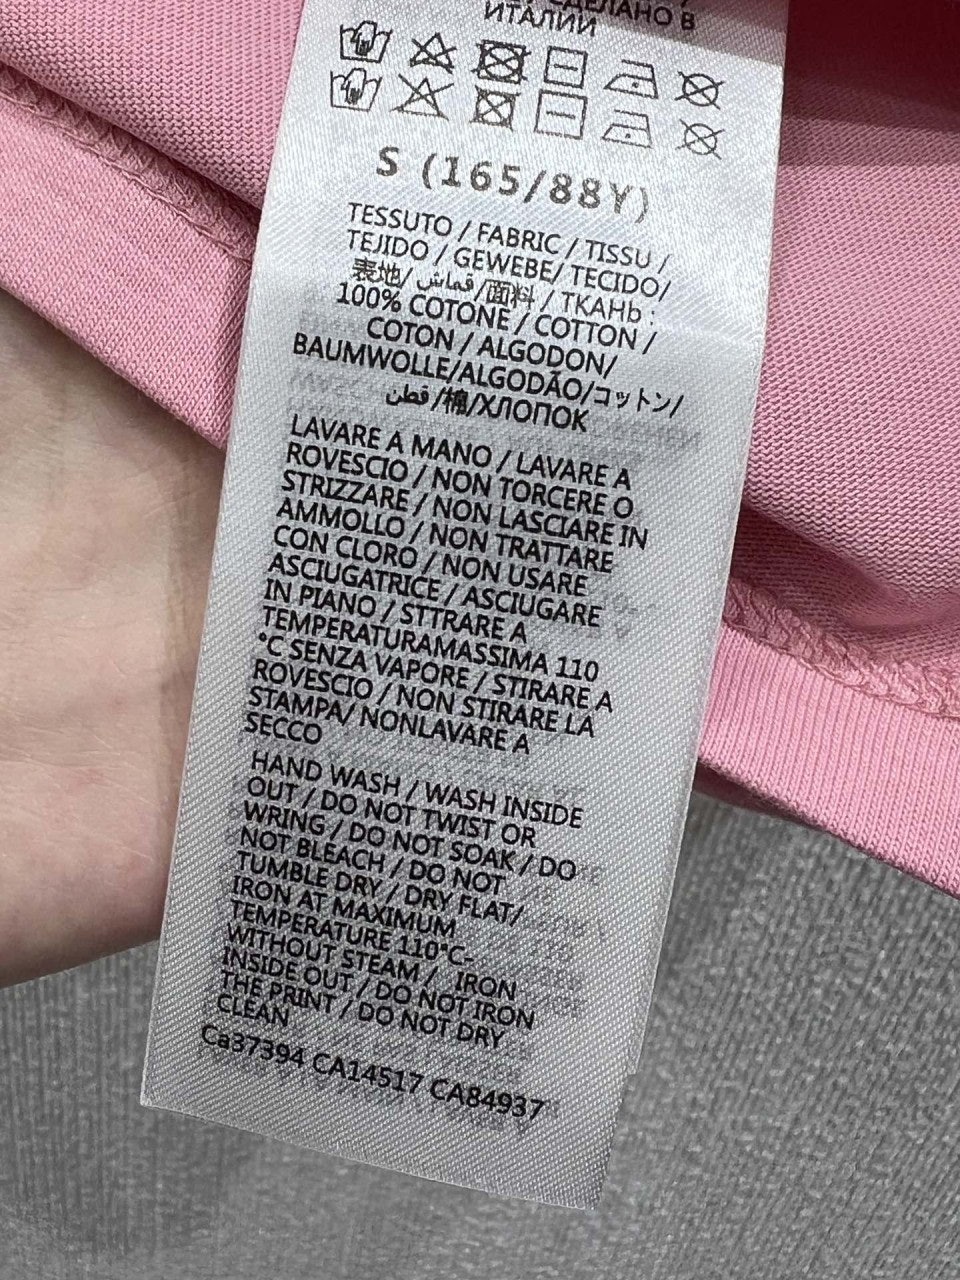 СДЕЛАНО В
ИТАЛИИ
S (165/88Y)
TESSUTO / FABRIC / TISSU /
TEJIDO / GEWEBE/ TECIDO/
表地/ قماش /面料 / ТКАНЬ :
100% COTONE / COTTON /
COTON / ALGODON/
BAUMWOLLE/ALGODÃO/コットン/
قطن /棉/ХЛОПОК
LAVARE A MANO / LAVARE A
ROVESCIO / NON TORCERE O
STRIZZARE / NON LASCIARE IN
AMMOLLO / NON TRATTARE
CON CLORO / NON USARE
ASCIUGATRICE / ASCIUGARE
IN PIANO / STTRARE A
TEMPERATURAMASSIMA 110
°C SENZA VAPORE / STIRARE A
ROVESCIO / NON STIRARE LA
STAMPA/ NONLAVARE A
SECCO
HAND WASH / WASH INSIDE
OUT / DO NOT TWIST OR
WRING / DO NOT SOAK / DO
NOT BLEACH / DO NOT
TUMBLE DRY / DRY FLAT/
IRON AT MAXIMUM
TEMPERATURE 110°C-
WITHOUT STEAM / IRON
INSIDE OUT / DO NOT IRON
THE PRINT / DO NOT DRY
CLEAN
Ca37394 CA14517 CA84937